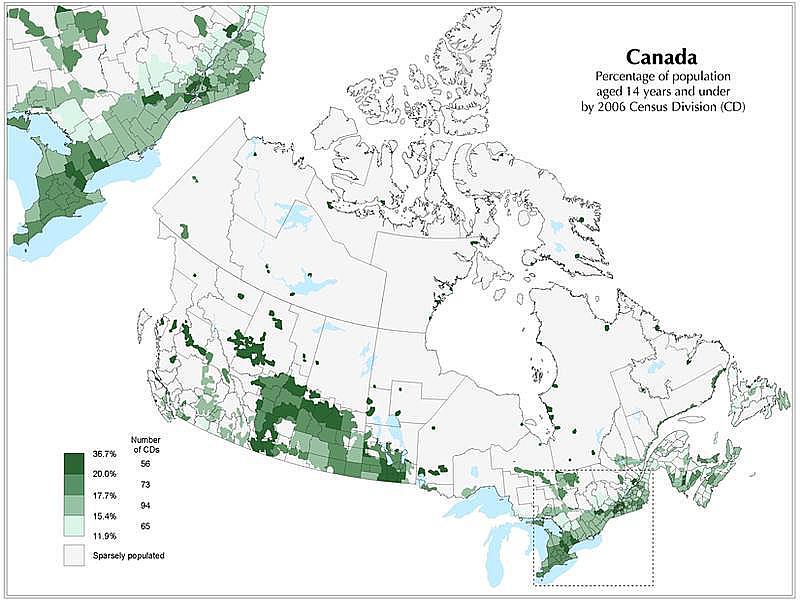 Canada
Percentage of population
aged 14 years and under
by 2006 Census Division (CD)
Number
of CDs
36.7%
56
20.0%
73
17.7%
94
15.4%
65
11.9%
Sparsely populated